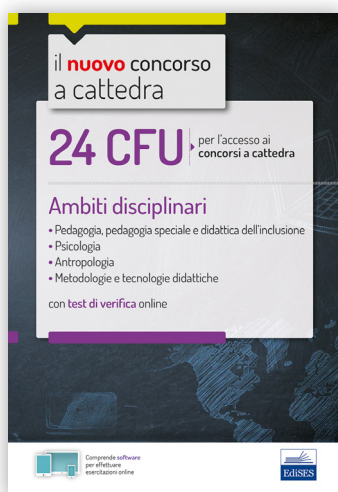 il nuovo concorso
a cattedra
24 CFU
per l'accesso ai
concorsi a cattedra
Ambiti disciplinari
• Pedagogia, pedagogia speciale e didattica dell'inclusione
• Psicologia
• Antropologia
• Metodologie e tecnologie didattiche
con test di verifica online
Comprende software
per effettuare
esercitazioni online
EdiSES